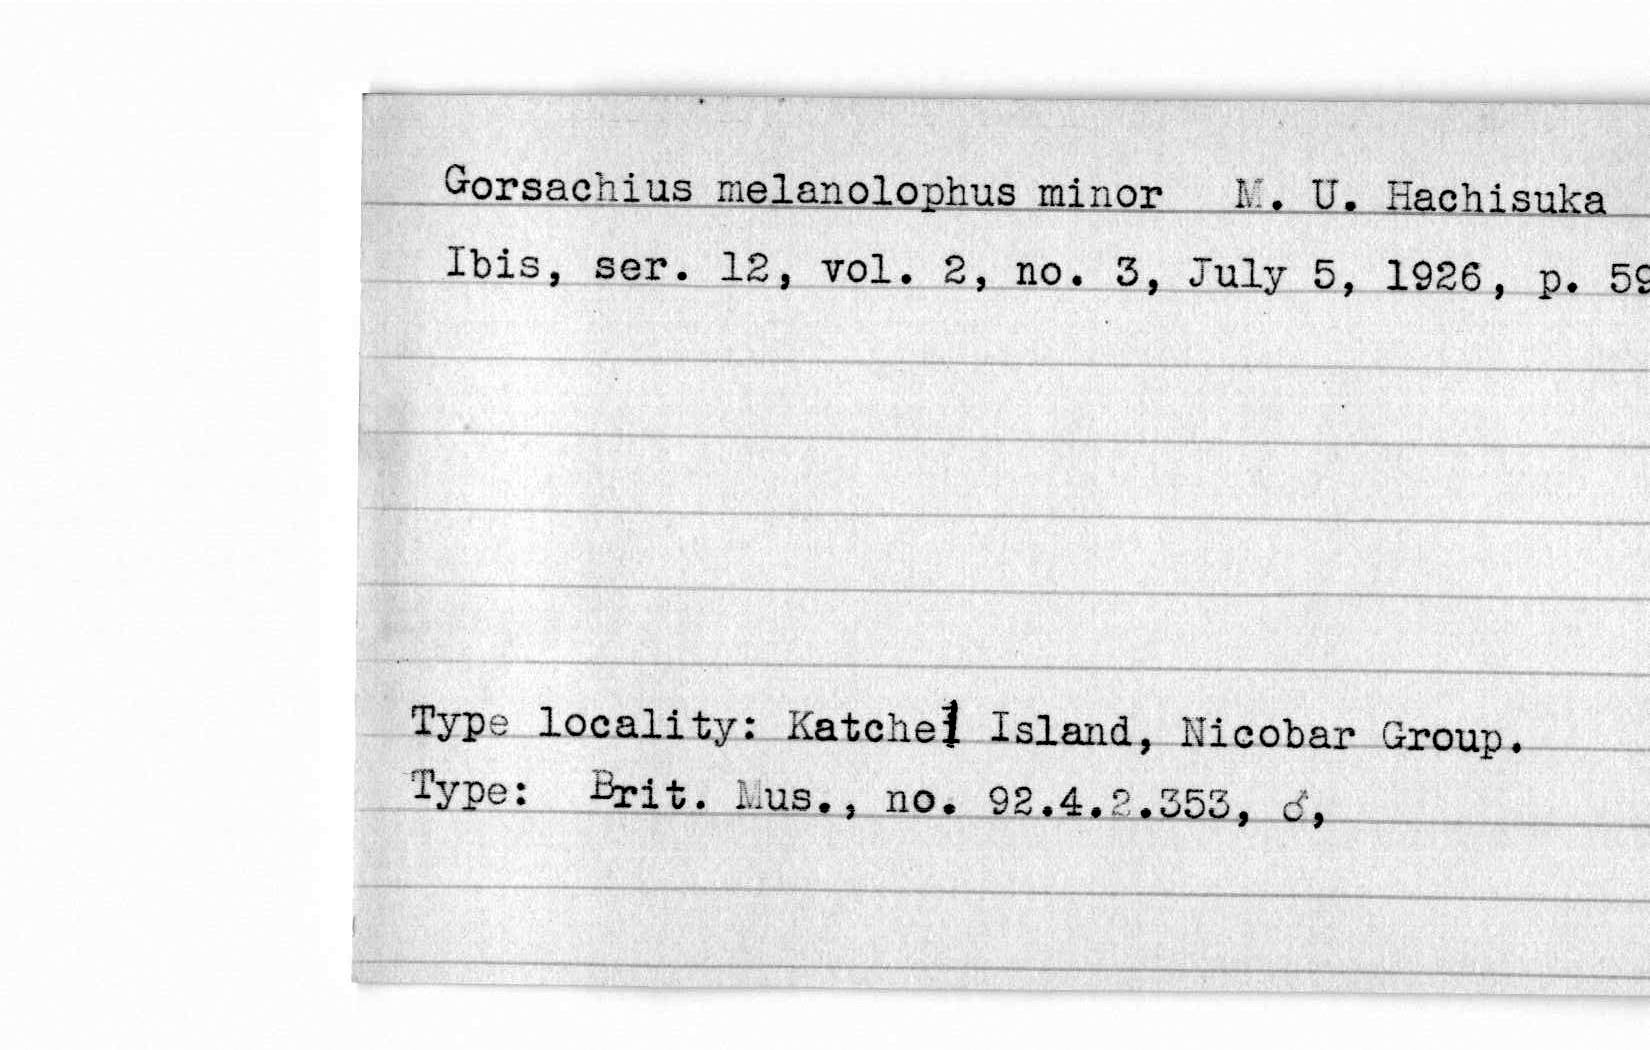 Gorsachius melanolophus minor M. U. Hachisuka
Ibis, ser. 12, vol. 2, no. 3, July 5, 1926, p.
Type locality: Island, Nicobar Group.
Type: Brit. Mus., no. 92.4.2.353, ♂,